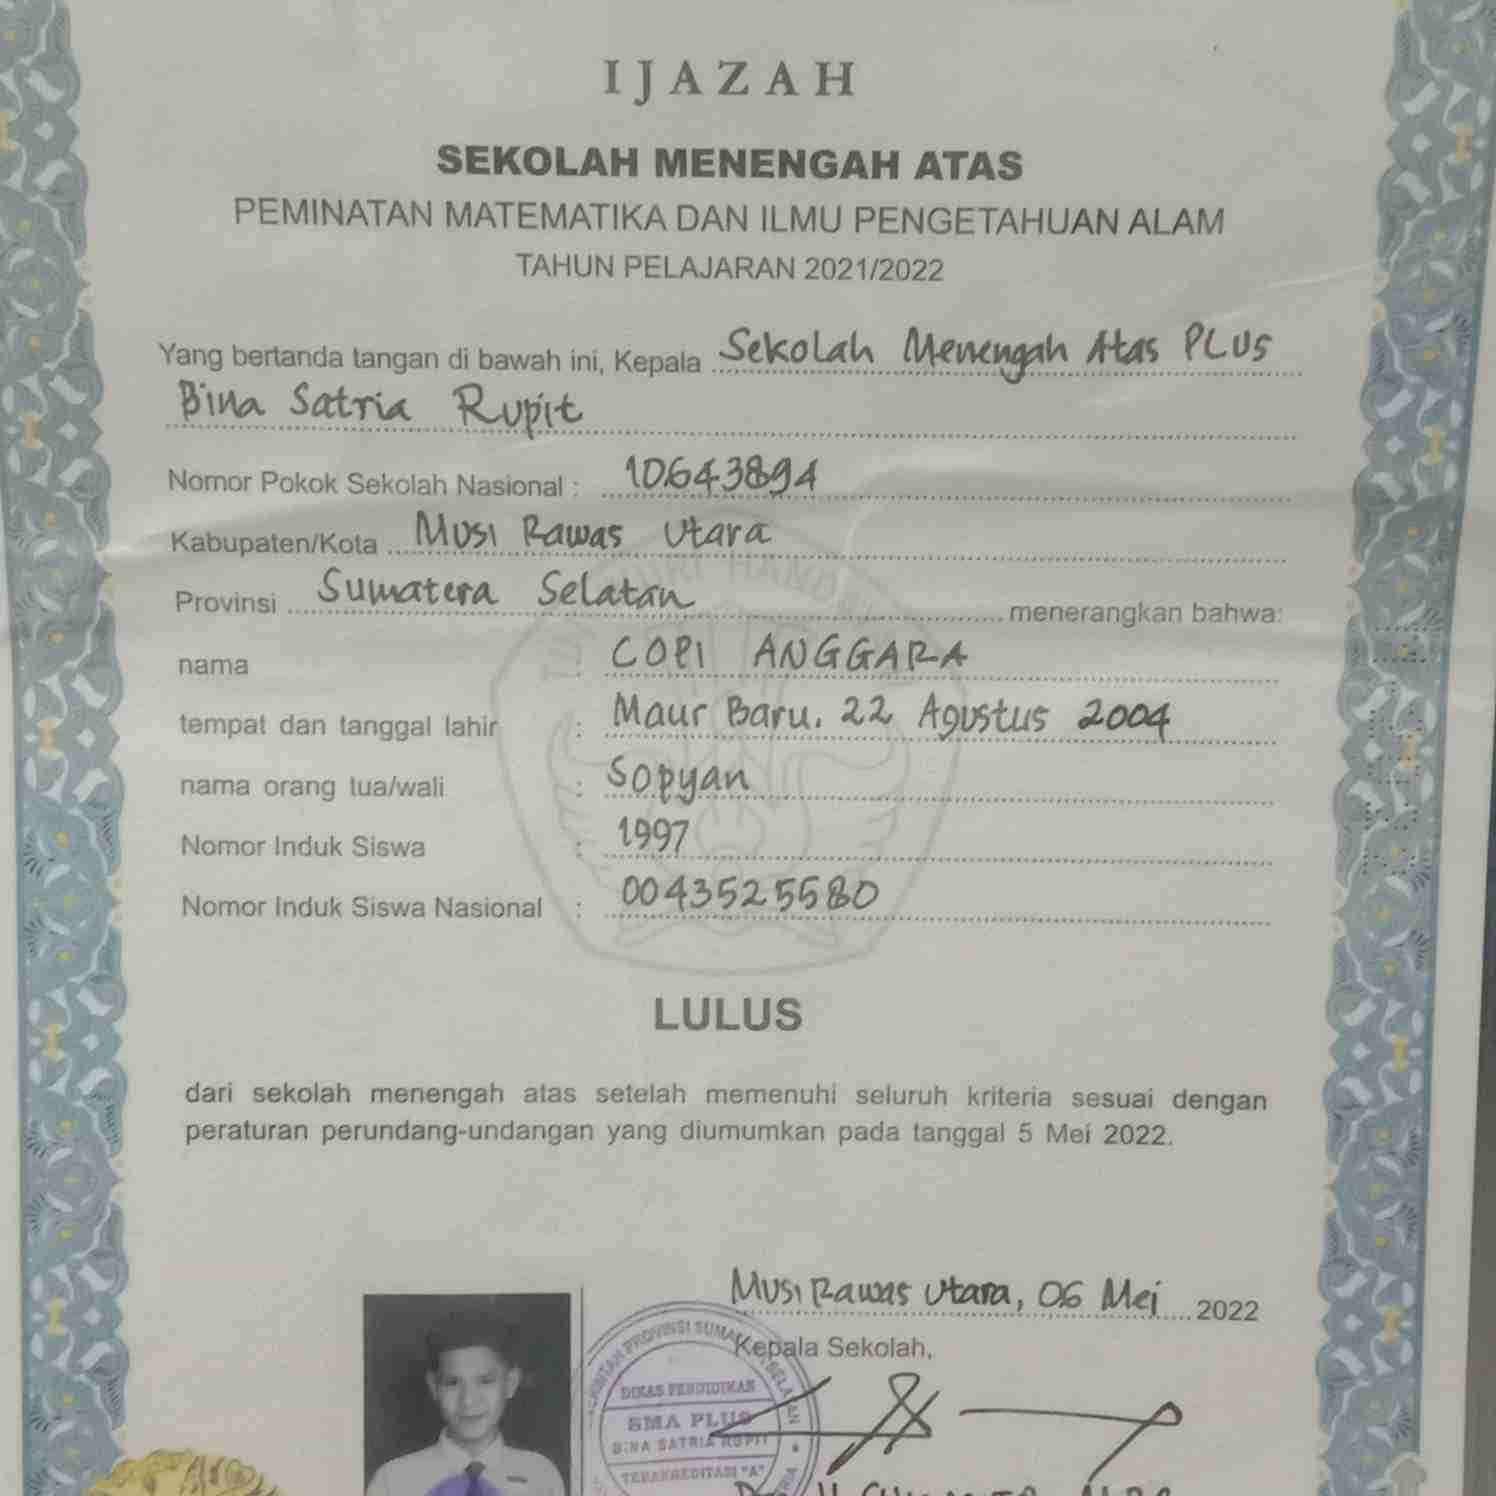 IJAZAH
SEKOLAH MENENGAH ATAS
PEMINATAN MATEMATIKA DAN ILMU PENGETAHUAN ALAM
TAHUN PELAJARAN 2021/2022
Yang bertanda tangan di bawah ini, Kepala Sekolah Menengah Atas PLUS
Bina Satria Rupit
Nomor Pokok Sekolah Nasional : 10643894
Kabupaten/Kota Musi Rawas Utara
Provinsi Sumatera Selatan menerangkan bahwa:
nama : COPI ANGGARA
tempat dan tanggal lahir : Maur Baru, 22 Agustus 2004
nama orang tua/wali : Sopyan
Nomor Induk Siswa : 1997
Nomor Induk Siswa Nasional : 0043525580
LULUS
dari sekolah menengah atas setelah memenuhi seluruh kriteria sesuai dengan
peraturan perundang-undangan yang diumumkan pada tanggal 5 Mei 2022.
Musi Rawas Utara, 06 Mei 2022
Kepala Sekolah,
PROVINSI SUMATERA SELATAN
DINAS PENDIDIKAN
SMA PLUS
BINA SATRIA RUPIT
TERAKREDITASI "A"